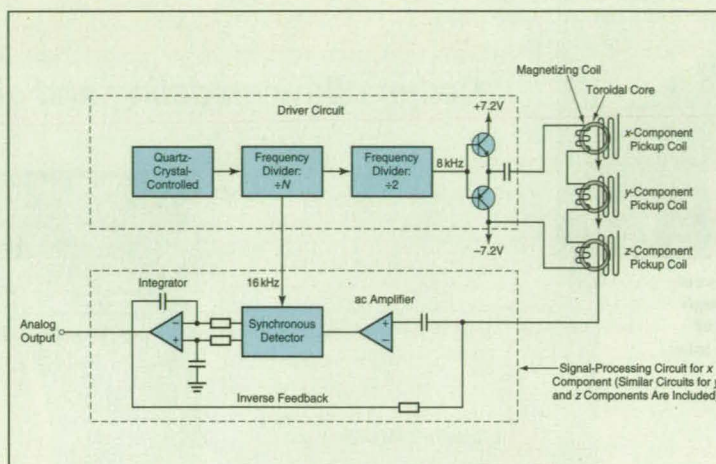 Magnetizing Coil
Toroidal Core
+7.2V
Driver Circuit
x-Component
Pickup Coil
Quartz-
Crystal-
Controlled
Frequency
Divider:
÷N
Frequency
Divider:
÷2
8 kHz
y-Component
Pickup Coil
z-Component
Pickup Coil
–7.2V
Integrator
16 kHz
ac Amplifier
Analog
Output
–
+
Synchronous
Detector
+
–
Signal-Processing Circuit for x
Component (Similar Circuits for y
and z Components Are Included)
Inverse Feedback